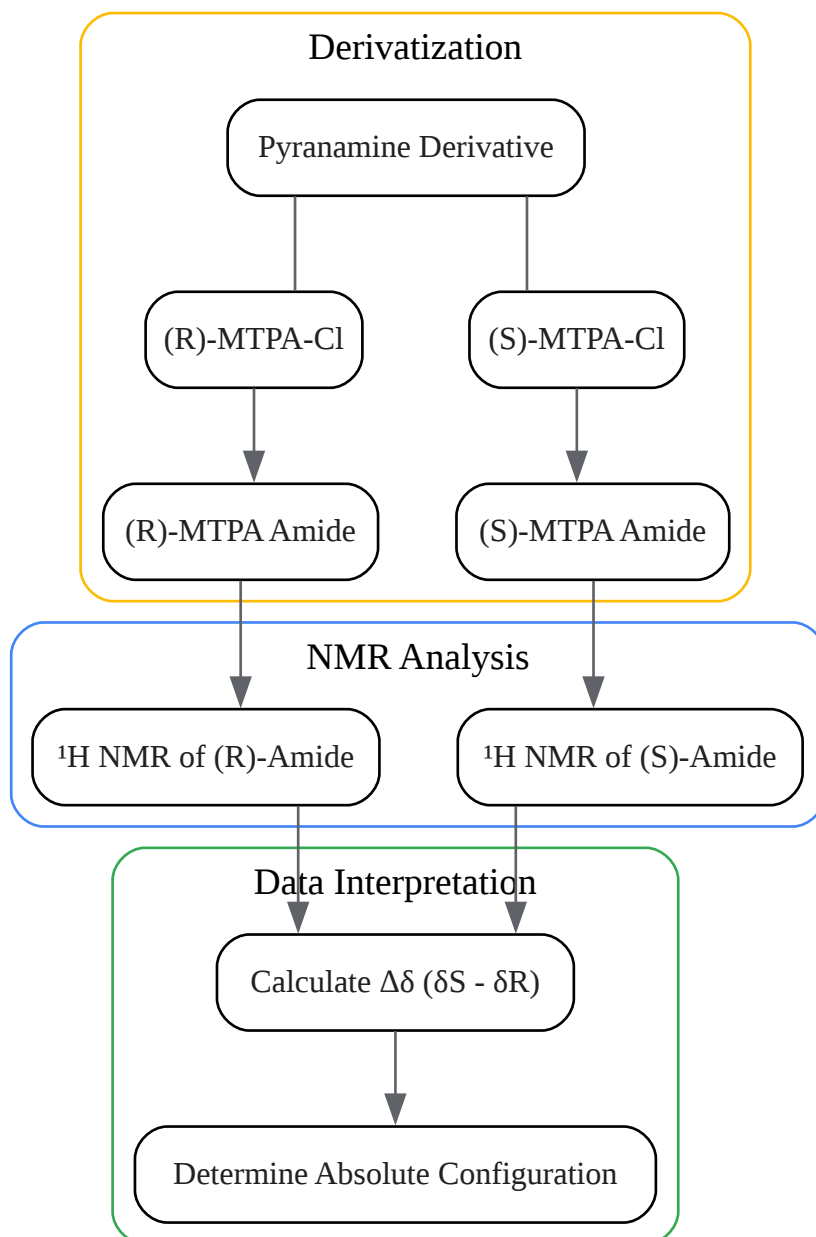 Derivatization
Pyranamine Derivative
(R)-MTPA-Cl
(S)-MTPA-Cl
(R)-MTPA Amide
(S)-MTPA Amide
NMR Analysis
¹H NMR of (R)-Amide
¹H NMR of (S)-Amide
Data Interpretation
Calculate Δδ (δS - δR)
Determine Absolute Configuration